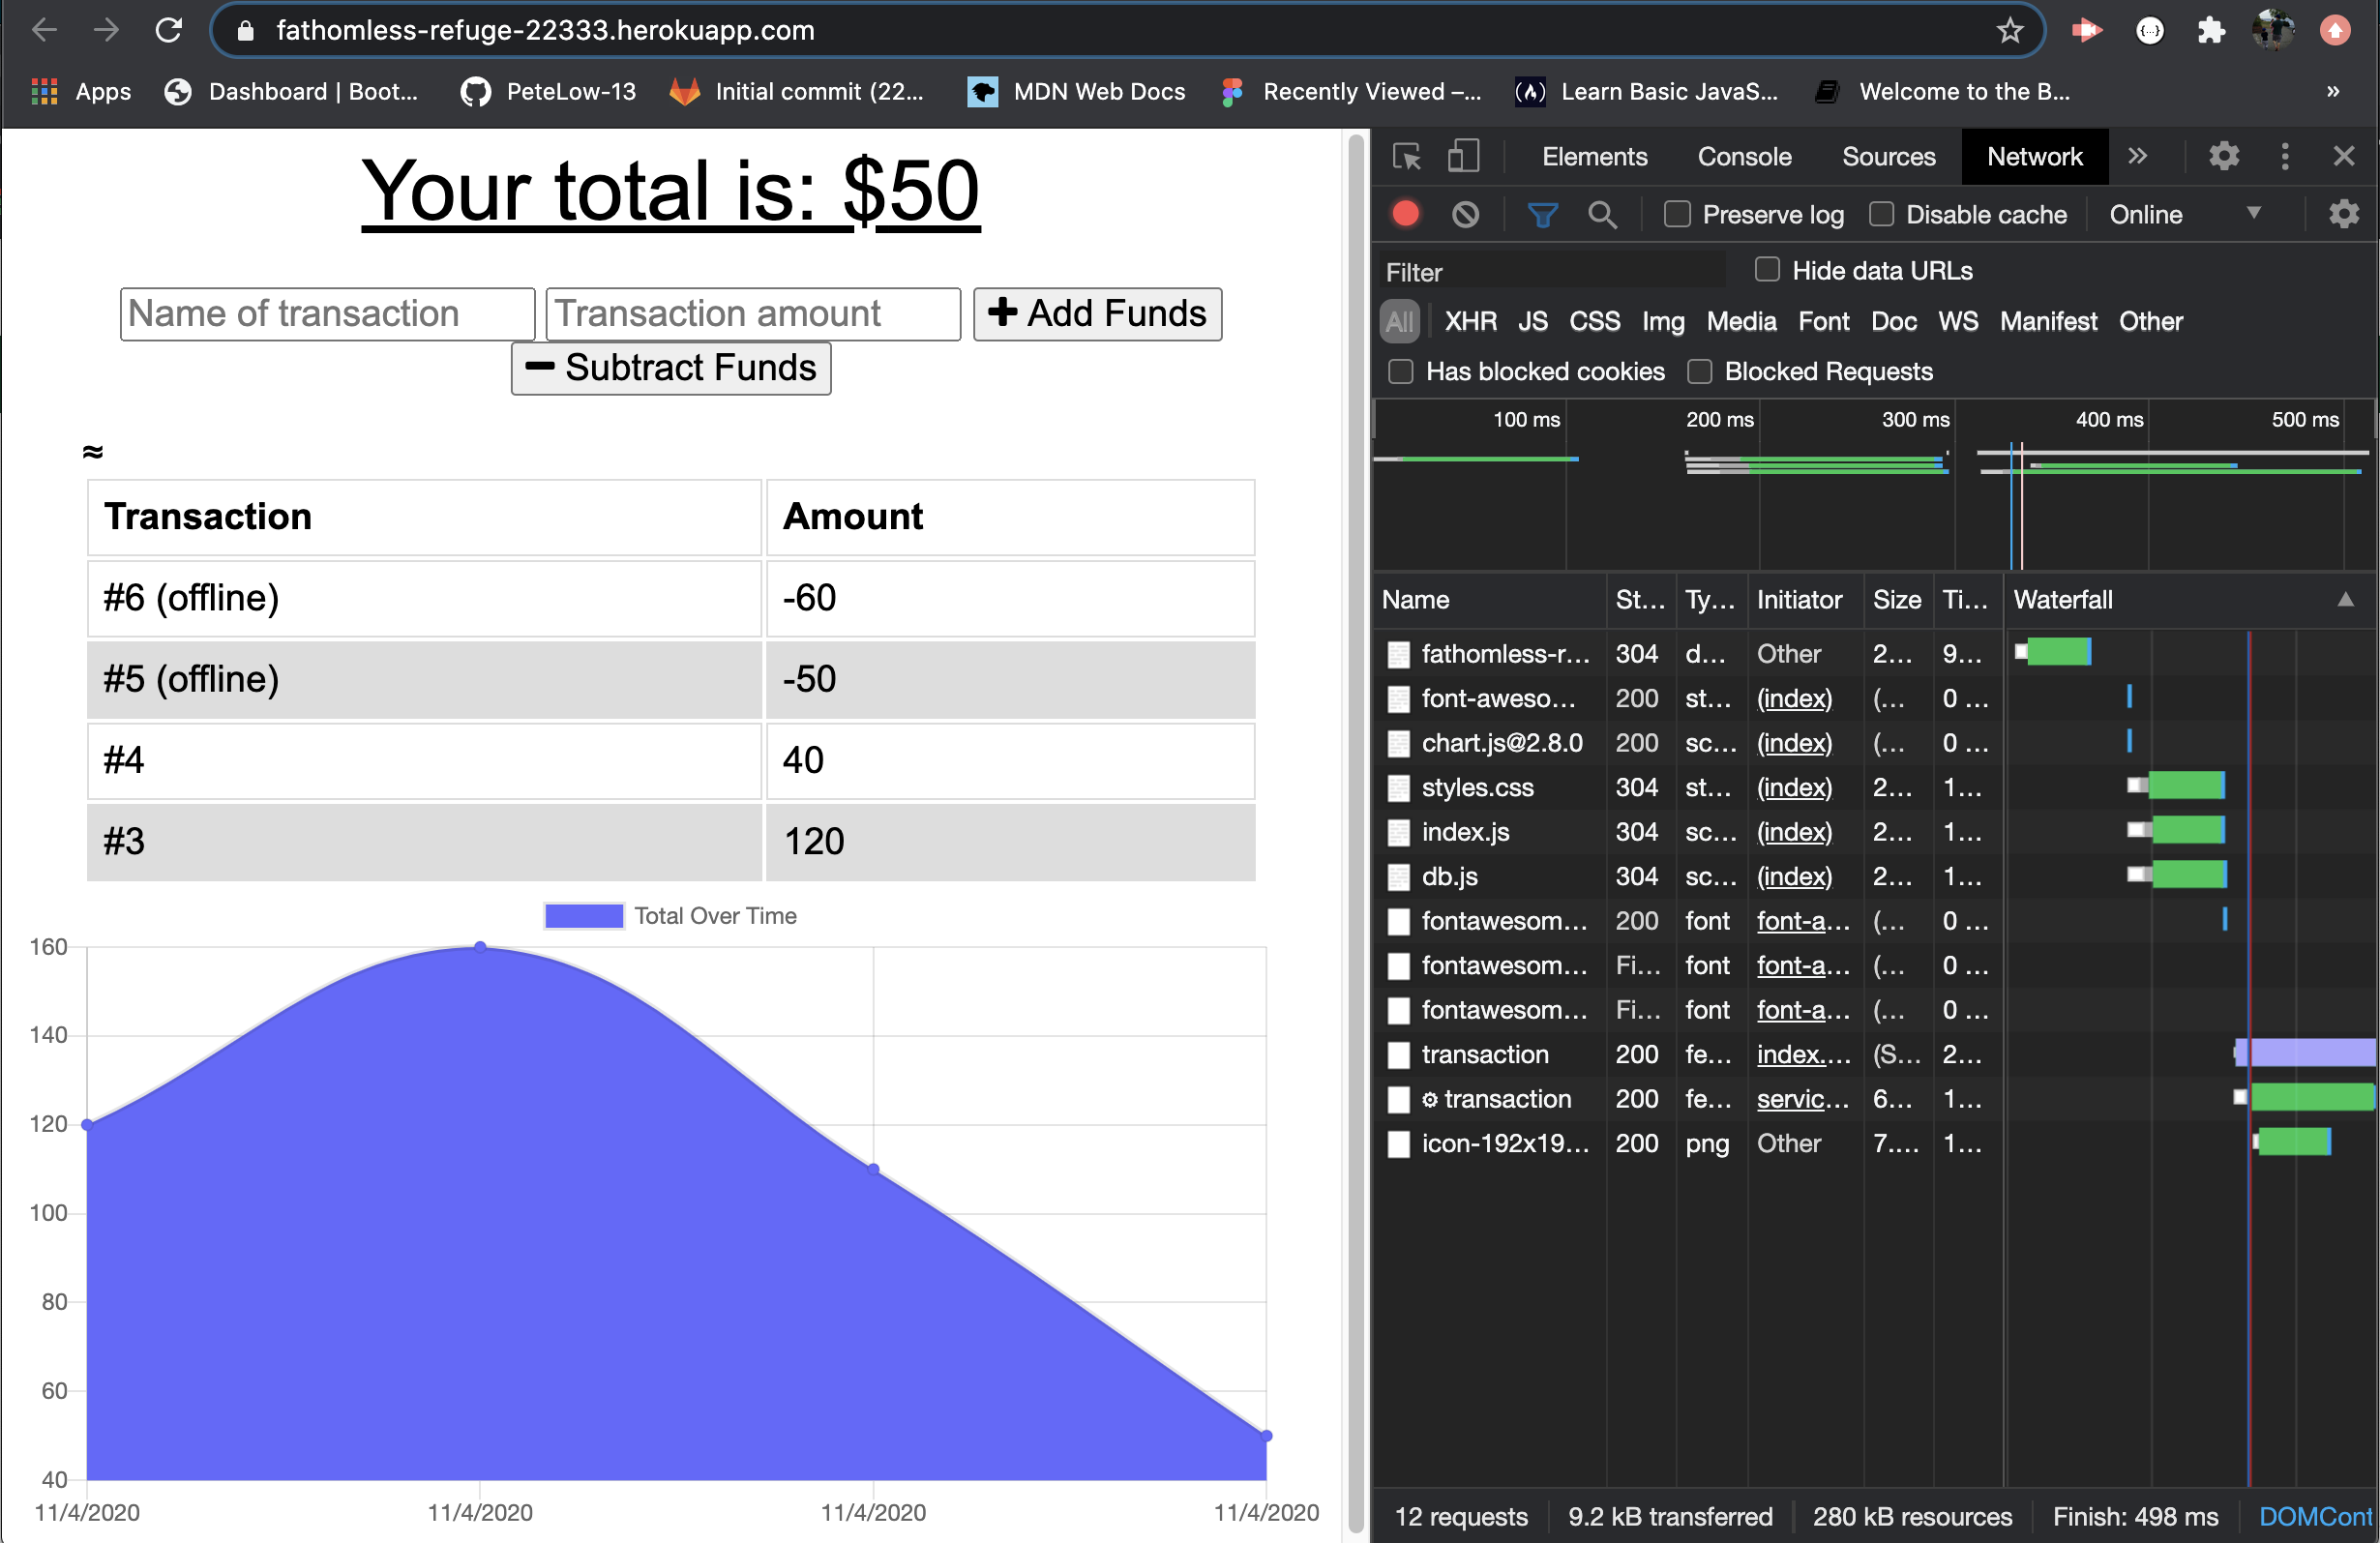 fathomless-refuge-22333.herokuapp.com
Apps Dashboard | Boot... PeteLow-13 Initial commit (22... MDN Web Docs Recently Viewed –... Learn Basic JavaS... Welcome to the B... »
Your total is: $50
Name of transaction Transaction amount Add Funds
Subtract Funds
≈
Transaction Amount
#6 (offline) -60
#5 (offline) -50
#4 40
#3 120
Total Over Time
160
140
120
100
80
60
40
11/4/2020 11/4/2020 11/4/2020 11/4/2020
Elements Console Sources Network »
Preserve log Disable cache Online
Filter Hide data URLs
All XHR JS CSS Img Media Font Doc WS Manifest Other
Has blocked cookies Blocked Requests
100 ms 200 ms 300 ms 400 ms 500 ms
Name St... Ty... Initiator Size Ti... Waterfall
fathomless-r... 304 d... Other 2... 9...
font-aweso... 200 st... (index) (... 0 ...
chart.js@2.8.0 200 sc... (index) (... 0 ...
styles.css 304 st... (index) 2... 1...
index.js 304 sc... (index) 2... 1...
db.js 304 sc... (index) 2... 1...
fontawesom... 200 font font-a... (... 0 ...
fontawesom... Fi... font font-a... (... 0 ...
fontawesom... Fi... font font-a... (... 0 ...
transaction 200 fe... index.... (S... 2...
transaction 200 fe... servic... 6... 1...
icon-192x19... 200 png Other 7.... 1...
12 requests 9.2 kB transferred 280 kB resources Finish: 498 ms DOMCont